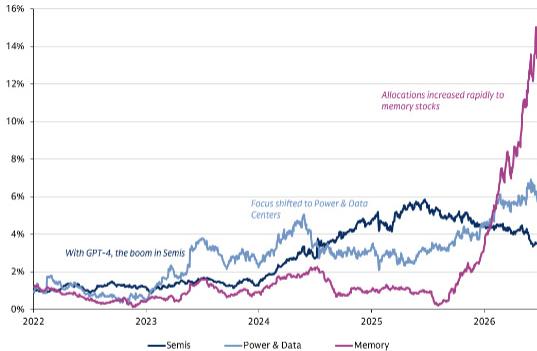 16%
14%
12%
Allocations increased rapidly to
memory stocks
10%
8%
6%
Focus shifted to Power & Data
Centers
4%
With GPT-4, the boom in Semis
2%
0%
2022 2023 2024 2025 2026
Semis Power & Data Memory